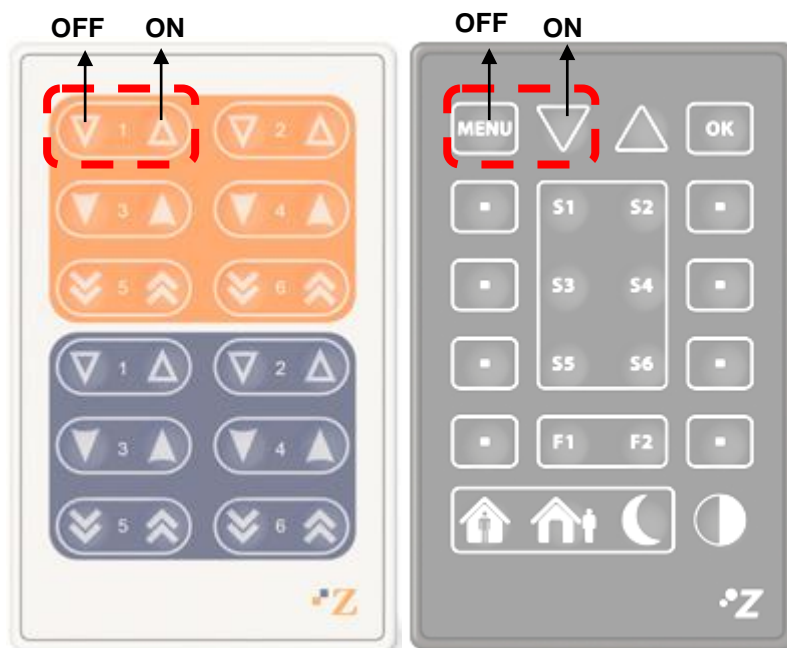 OFF ON
1 2
3 4
5 6
1 2
3 4
5 6
Z
OFF ON
MENU OK
S1 S2
S3 S4
S5 S6
F1 F2
Z